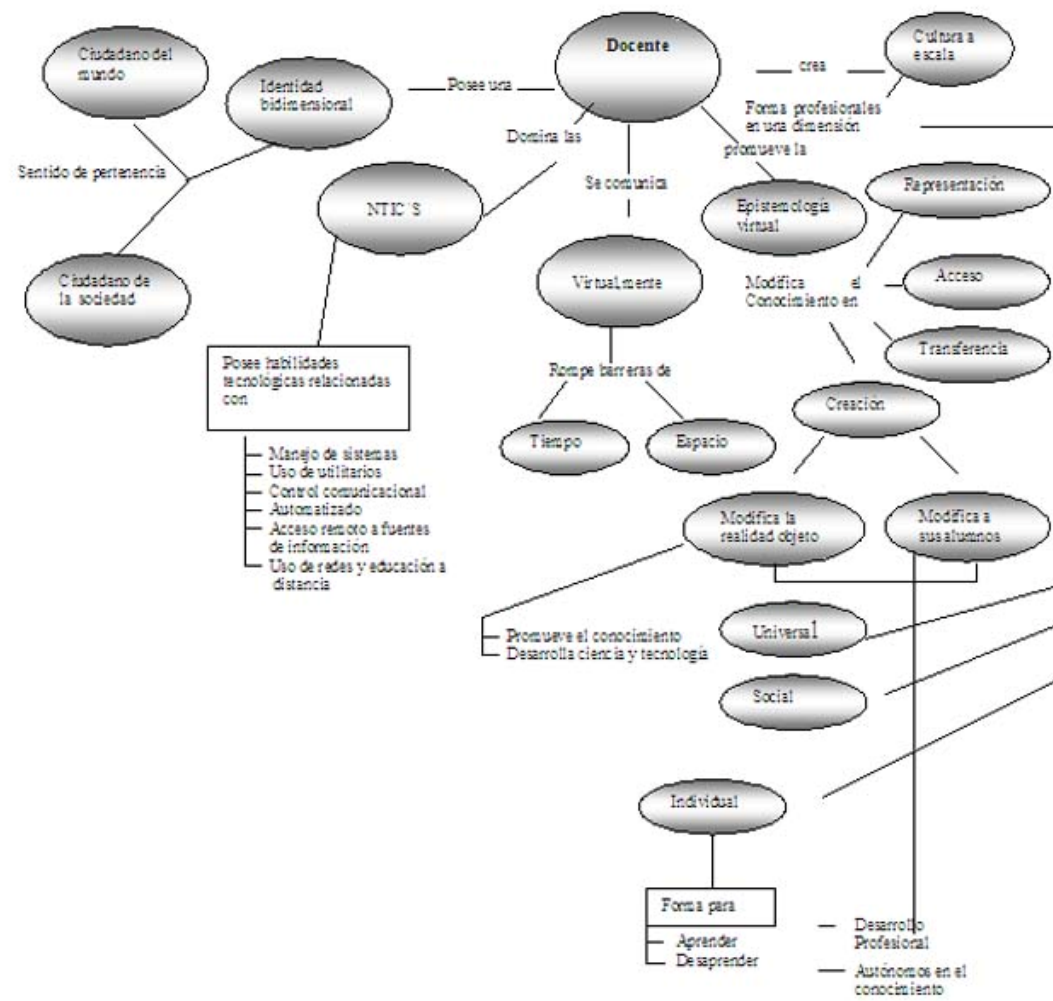 Docente
Cultura a
escala
Ciudadano del
mundo
Identidad
bidimensional
Posee una
crea
Forma profesionales
en una dimensión
Domina las
promueve la
Sentido de pertenencia
Se comunica
Representación
NTIC´S
Epistemología
virtual
Ciudadano de
la sociedad
Virtual,mente
Modifica el
Conocimiento en
Acceso
Transferencia
Posee habilidades
tecnológicas relacionadas
con
Rompe barreras de
Creación
Tiempo
Espacio
Manejo de sistemas
Uso de utilitarios
Control comunicacional
Automatizado
Acceso remoto a fuentes
de información
Uso de redes y educación a
distancia
Modifica la
realidad objeto
Modifica a
sus alumnos
Promueve el conocimiento
Desarrolla ciencia y tecnología
Universal
Social
Individual
Forma para
Aprender
Desaprender
Desarrollo
Profesional
Autónomos en el
conocimiento